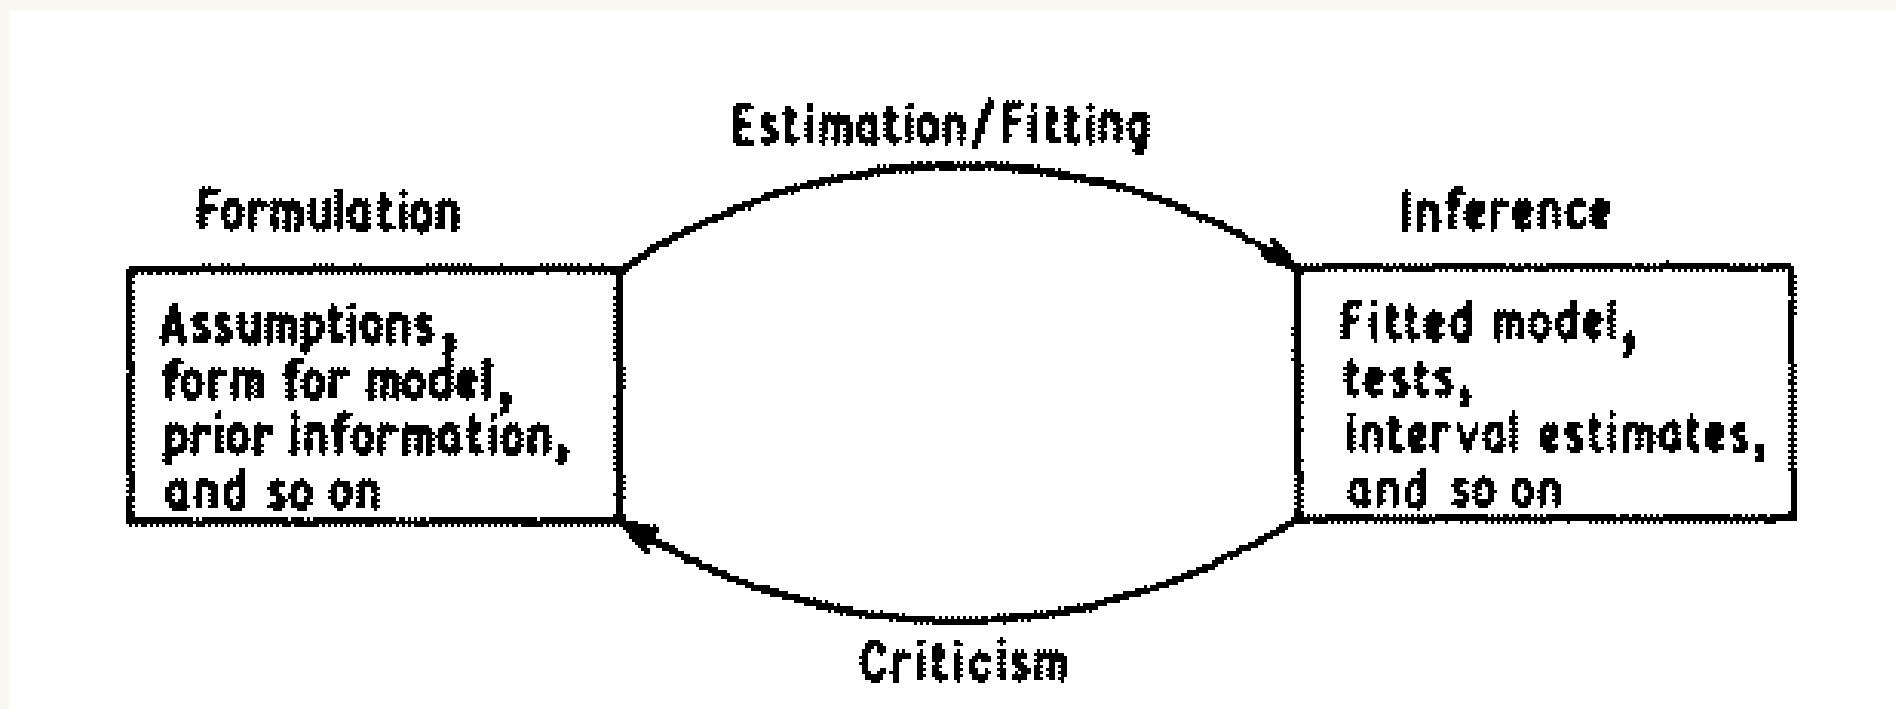 Estimation/Fitting
Formulation
Inference
Assumptions,
form for model,
prior information,
and so on
Fitted model,
tests,
interval estimates,
and so on
Criticism